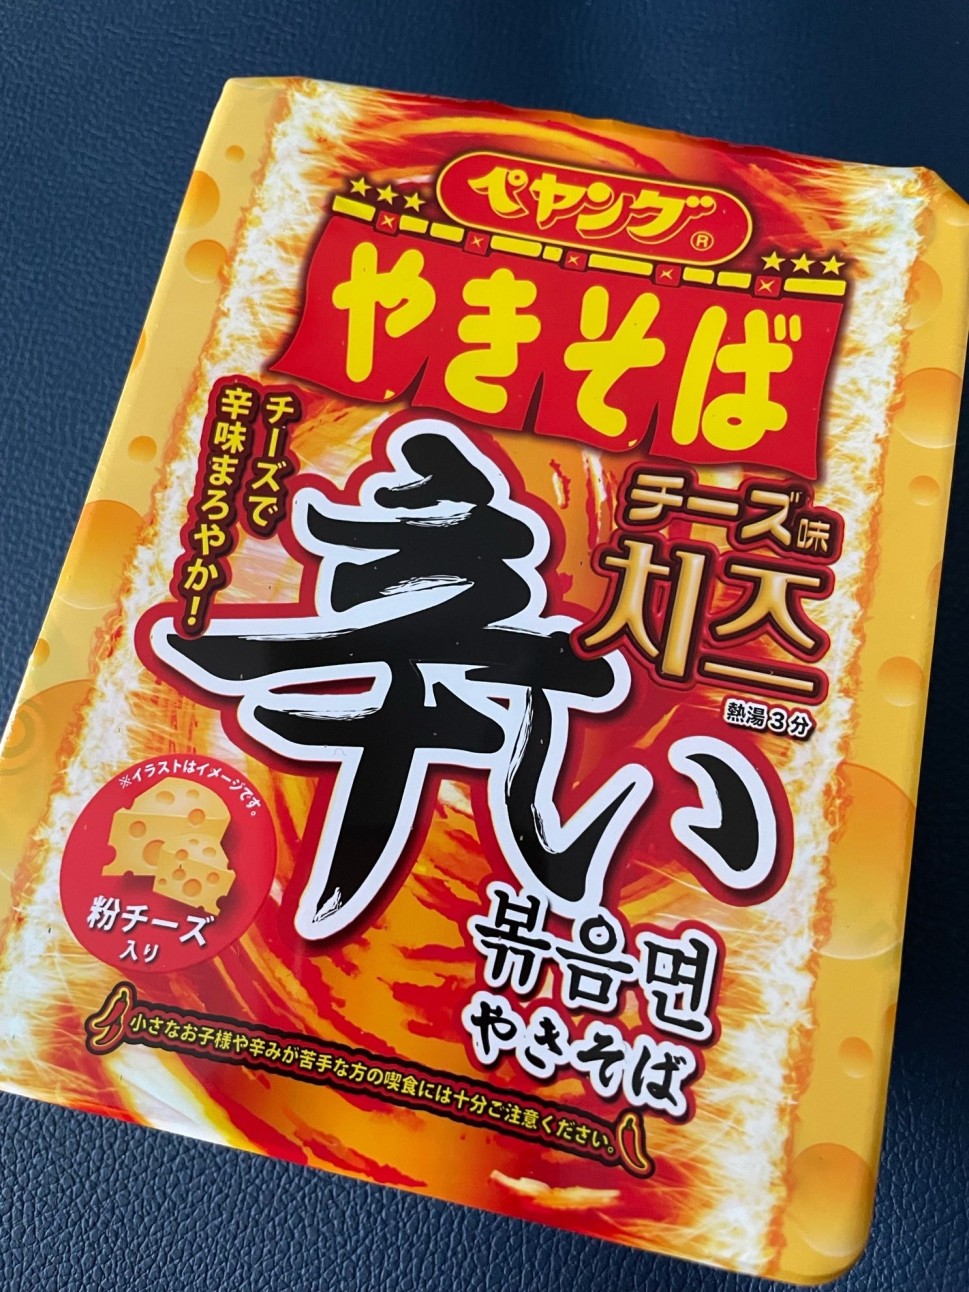 ペヤング®
やきそば
チーズで
辛味まろやか！
辛い
チーズ味
치즈
熱湯3分
※イラストはイメージです。
粉チーズ
入り
볶음면
やきそば
小さなお子様や辛みが苦手な方の喫食には十分ご注意ください。